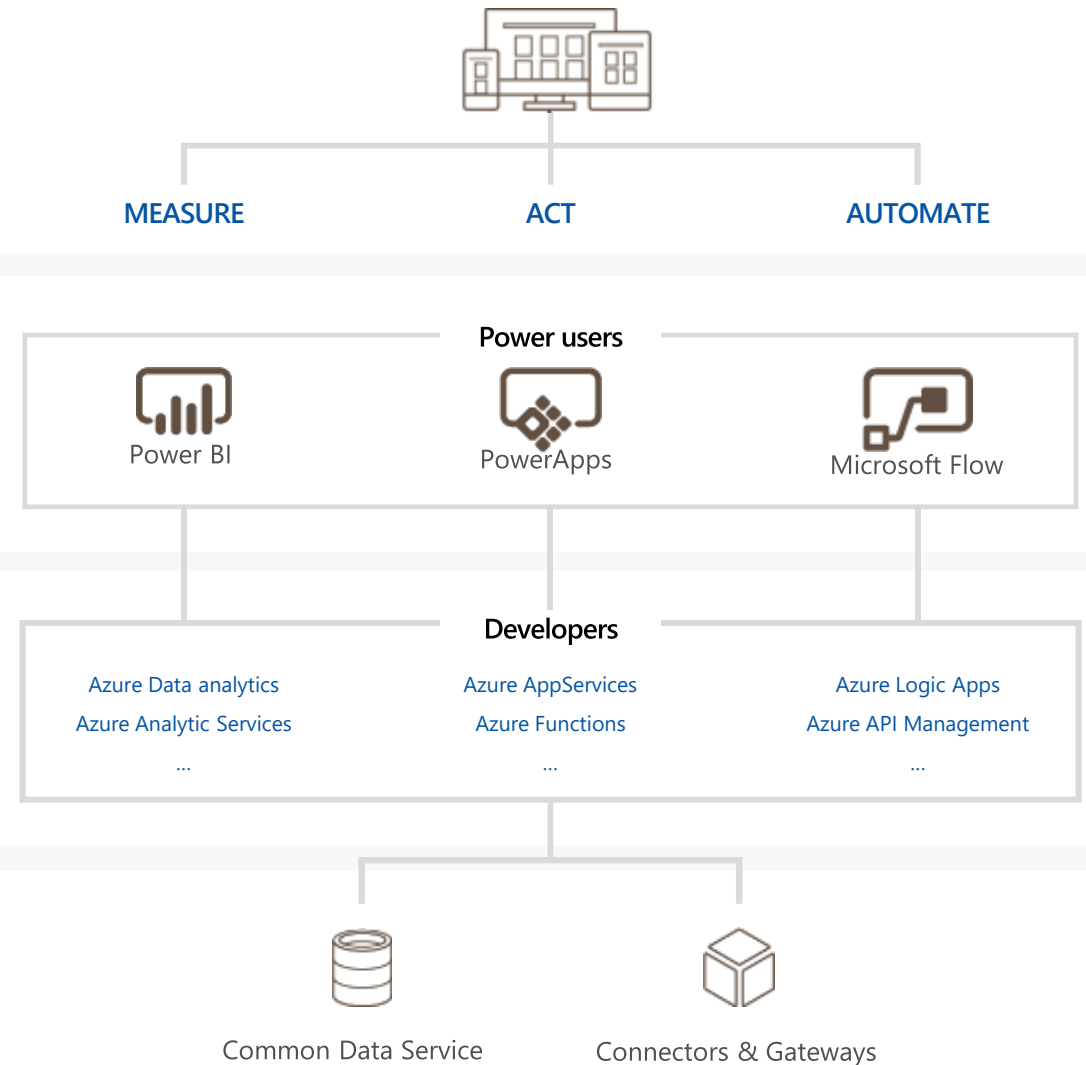 MEASURE
ACT
AUTOMATE
Power users
Power BI
PowerApps
Microsoft Flow
Developers
Azure Data analytics
Azure AppServices
Azure Logic Apps
Azure Analytic Services
Azure Functions
Azure API Management
...
...
...
Common Data Service
Connectors & Gateways